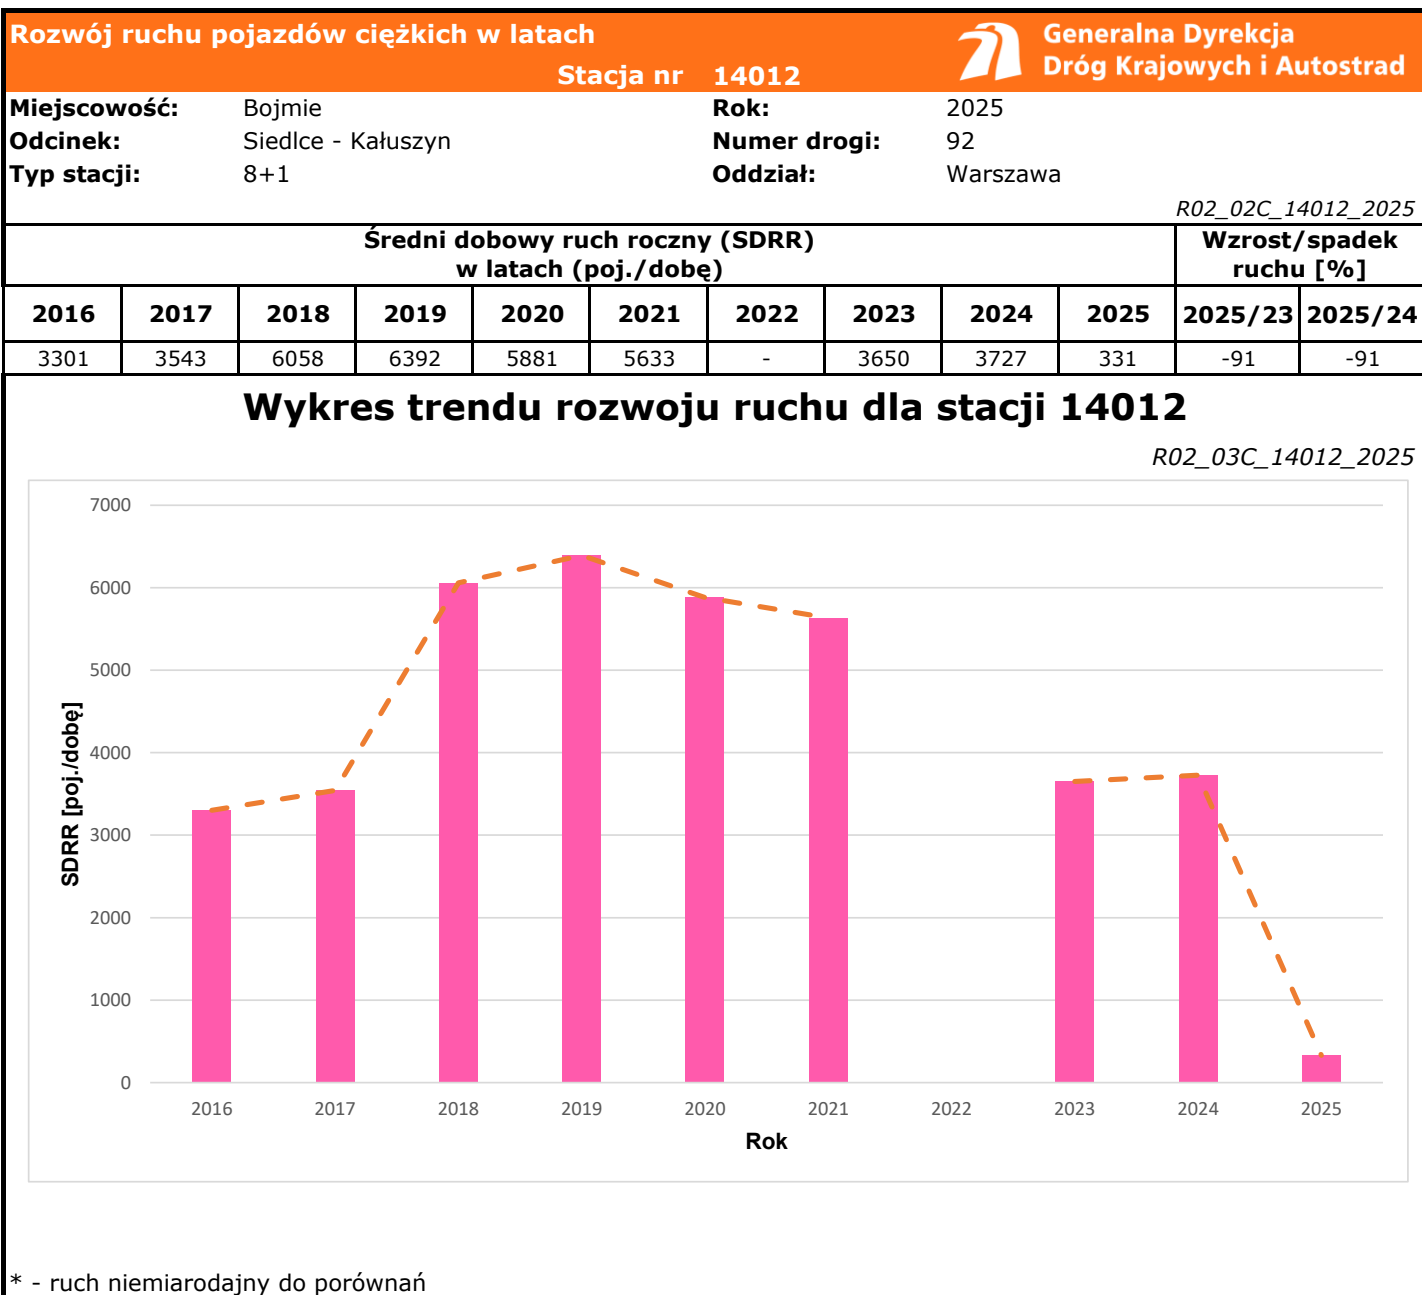 Rozwój ruchu pojazdów ciężkich w latach
Generalna Dyrekcja
Dróg Krajowych i Autostrad
Stacja nr 14012
Miejscowość: Bojmie Rok: 2025
Odcinek: Siedlce - Kałuszyn Numer drogi: 92
Typ stacji: 8+1 Oddział: Warszawa
R02_02C_14012_2025
Średni dobowy ruch roczny (SDRR)
w latach (poj./dobę)
Wzrost/spadek
ruchu [%]
2016 2017 2018 2019 2020 2021 2022 2023 2024 2025 2025/23 2025/24
3301 3543 6058 6392 5881 5633 - 3650 3727 331 -91 -91
Wykres trendu rozwoju ruchu dla stacji 14012
R02_03C_14012_2025
7000
6000
5000
4000
3000
2000
1000
0
SDRR [poj./dobę]
2016 2017 2018 2019 2020 2021 2022 2023 2024 2025
Rok
* - ruch niemiarodajny do porównań